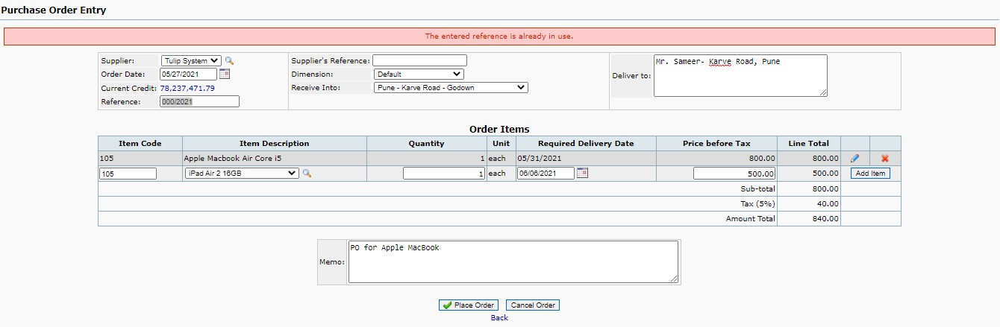 Purchase Order Entry
The entered reference is already in use.
Supplier: Tulip System
Order Date: 05/27/2021
Current Credit: 78,237,471.79
Reference: 000/2021
Supplier's Reference:
Dimension: Default
Receive Into: Pune - Karve Road - Godown
Deliver to: Mr. Sameer- Karve Road, Pune
Order Items
Item Code Item Description Quantity Unit Required Delivery Date Price before Tax Line Total
105 Apple Macbook Air Core i5 1 each 05/31/2021 800.00 800.00
105 iPad Air 2 16GB 1 each 06/06/2021 500.00 500.00 Add Item
Sub-total 800.00
Tax (5%) 40.00
Amount Total 840.00
Memo: PO for Apple MacBook
Place Order Cancel Order
Back